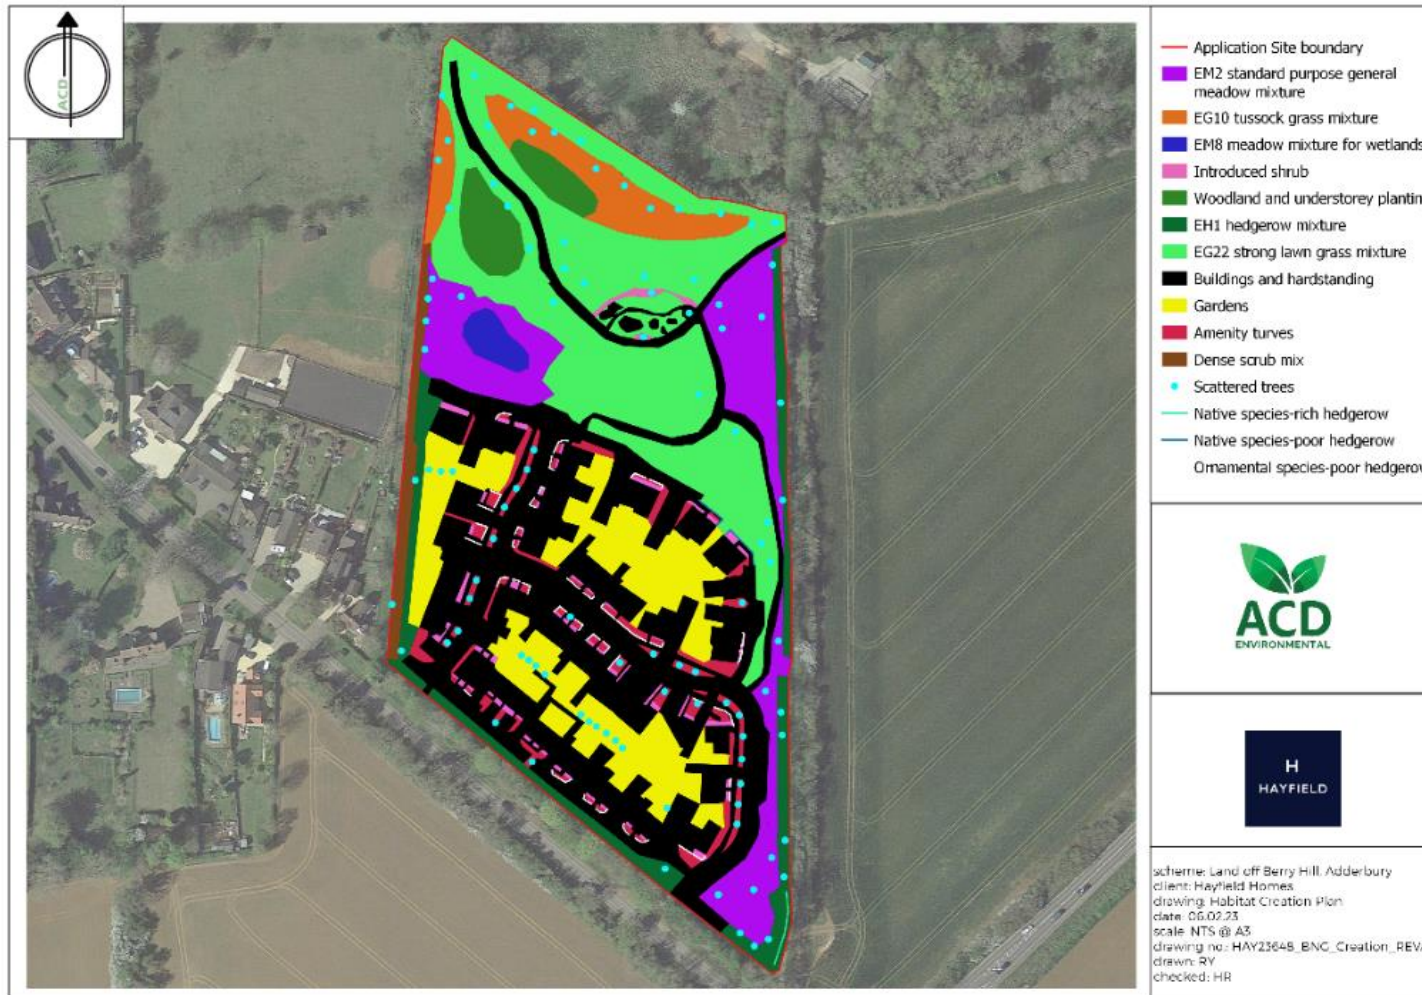 ACD
Application Site boundary
EM2 standard purpose general
meadow mixture
EG10 tussock grass mixture
EM8 meadow mixture for wetlands
Introduced shrub
Woodland and understorey plantin
EH1 hedgerow mixture
EG22 strong lawn grass mixture
Buildings and hardstanding
Gardens
Amenity turves
Dense scrub mix
Scattered trees
Native species-rich hedgerow
Native species-poor hedgerow
Ornamental species-poor hedgerow
ACD
ENVIRONMENTAL
H
HAYFIELD
scheme: Land off Berry Hill, Adderbury
client: Hayfield Homes
drawing: Habitat Creation Plan
date: 06.02.23
scale: NTS @ A3
drawing no.: HAY23648_BNG_Creation_REV
drawn: RY
checked: HR